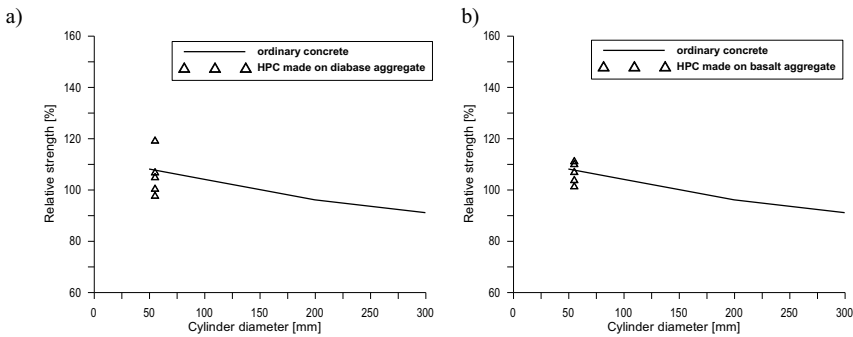 a)
160
140
120
100
80
60
Relative strength [%]
ordinary concrete
HPC made on diabase aggregate
0 50 100 150 200 250 300
Cylinder diameter [mm]
b)
160
140
120
100
80
60
Relative strength [%]
ordinary concrete
HPC made on basalt aggregate
0 50 100 150 200 250 300
Cylinder diameter [mm]